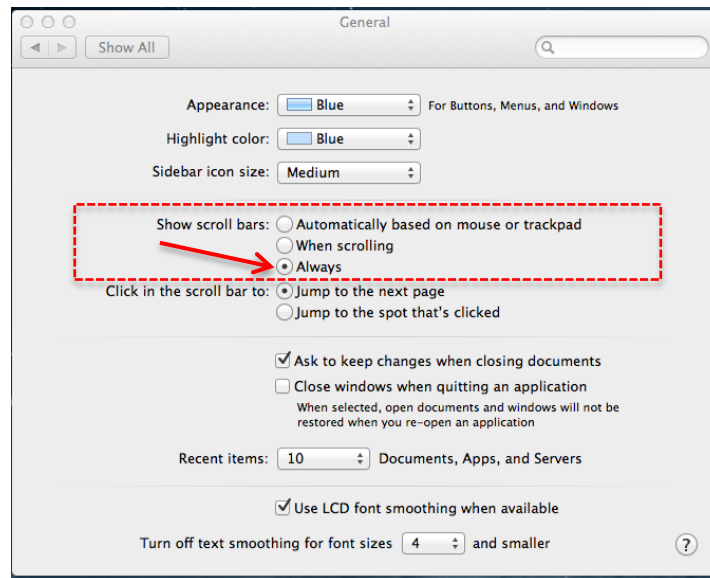 General
Show All
Appearance: Blue For Buttons, Menus, and Windows
Highlight color: Blue
Sidebar icon size: Medium
Show scroll bars: Automatically based on mouse or trackpad
When scrolling
Always
Click in the scroll bar to: Jump to the next page
Jump to the spot that's clicked
Ask to keep changes when closing documents
Close windows when quitting an application
When selected, open documents and windows will not be
restored when you re-open an application
Recent items: 10 Documents, Apps, and Servers
Use LCD font smoothing when available
Turn off text smoothing for font sizes 4 and smaller ?